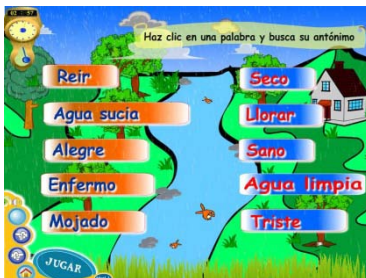 Haz clic en una palabra y busca su antónimo
Reir
Seco
Agua sucia
Llorar
Alegre
Sano
Enfermo
Agua limpia
Mojado
Triste
JUGAR